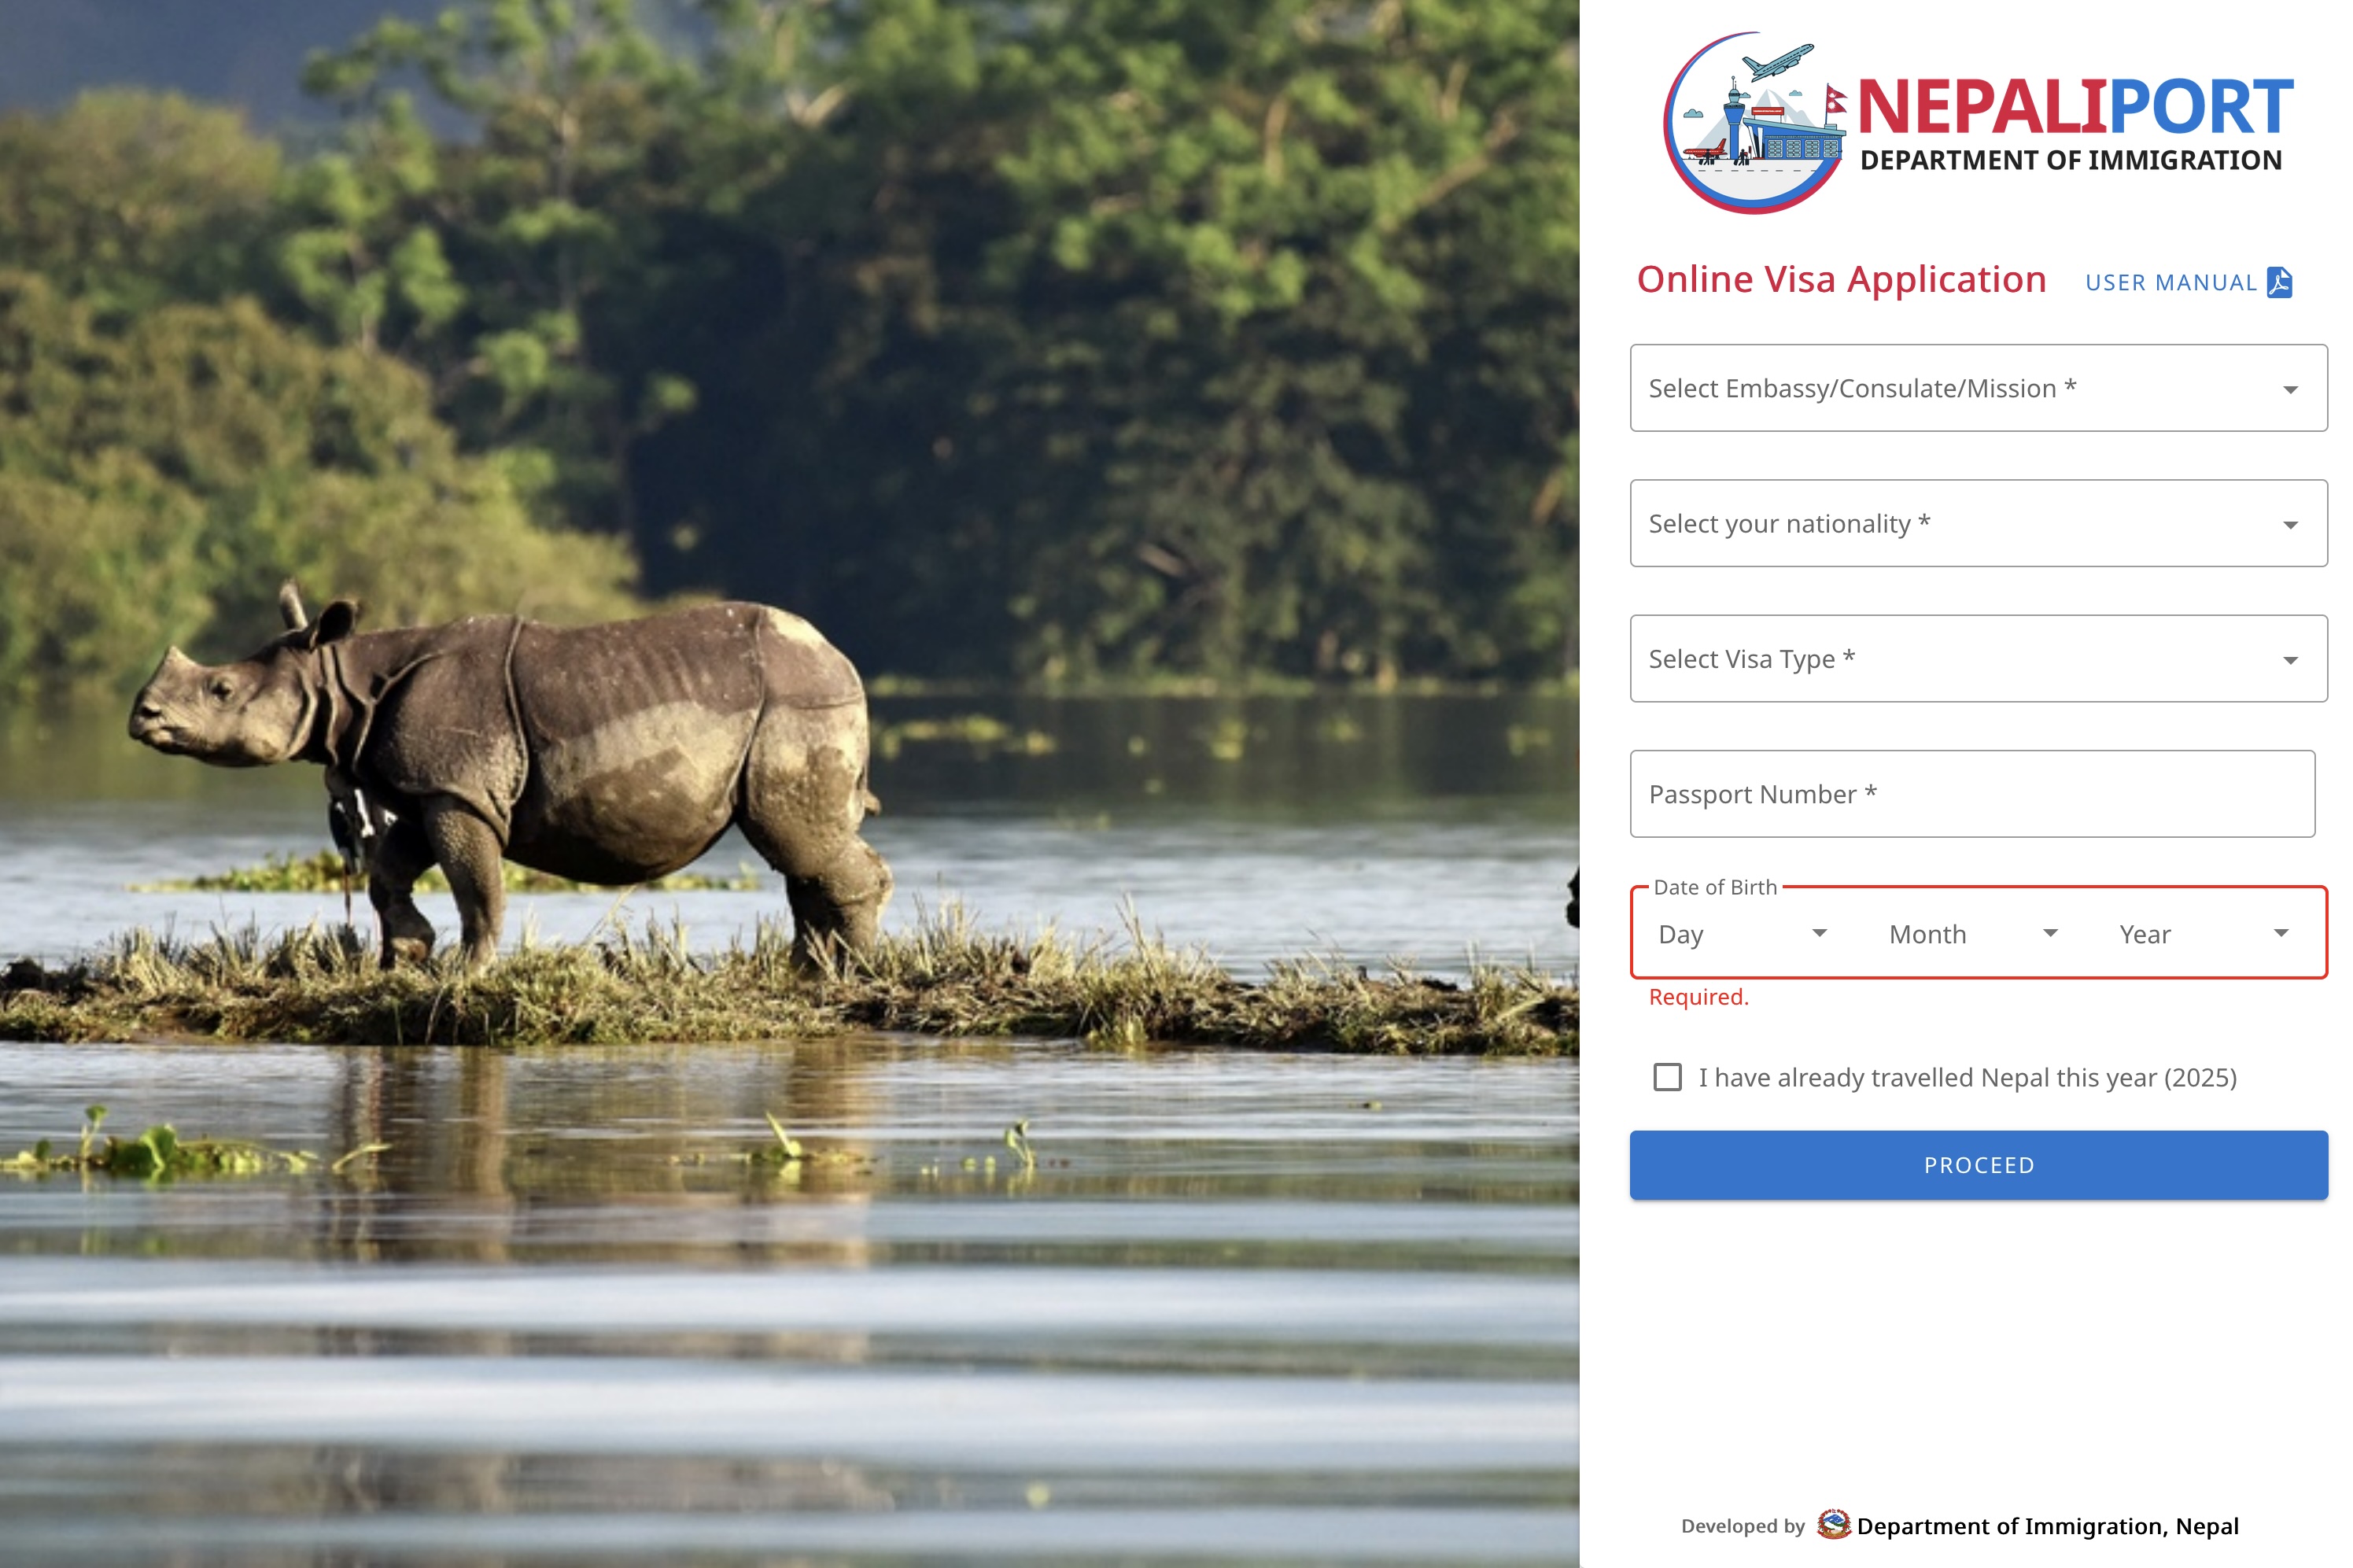 NEPALIPORT
DEPARTMENT OF IMMIGRATION
Online Visa Application USER MANUAL
Select Embassy/Consulate/Mission *
Select your nationality *
Select Visa Type *
Passport Number *
Date of Birth
Day Month Year
Required.
I have already travelled Nepal this year (2025)
PROCEED
Developed by Department of Immigration, Nepal